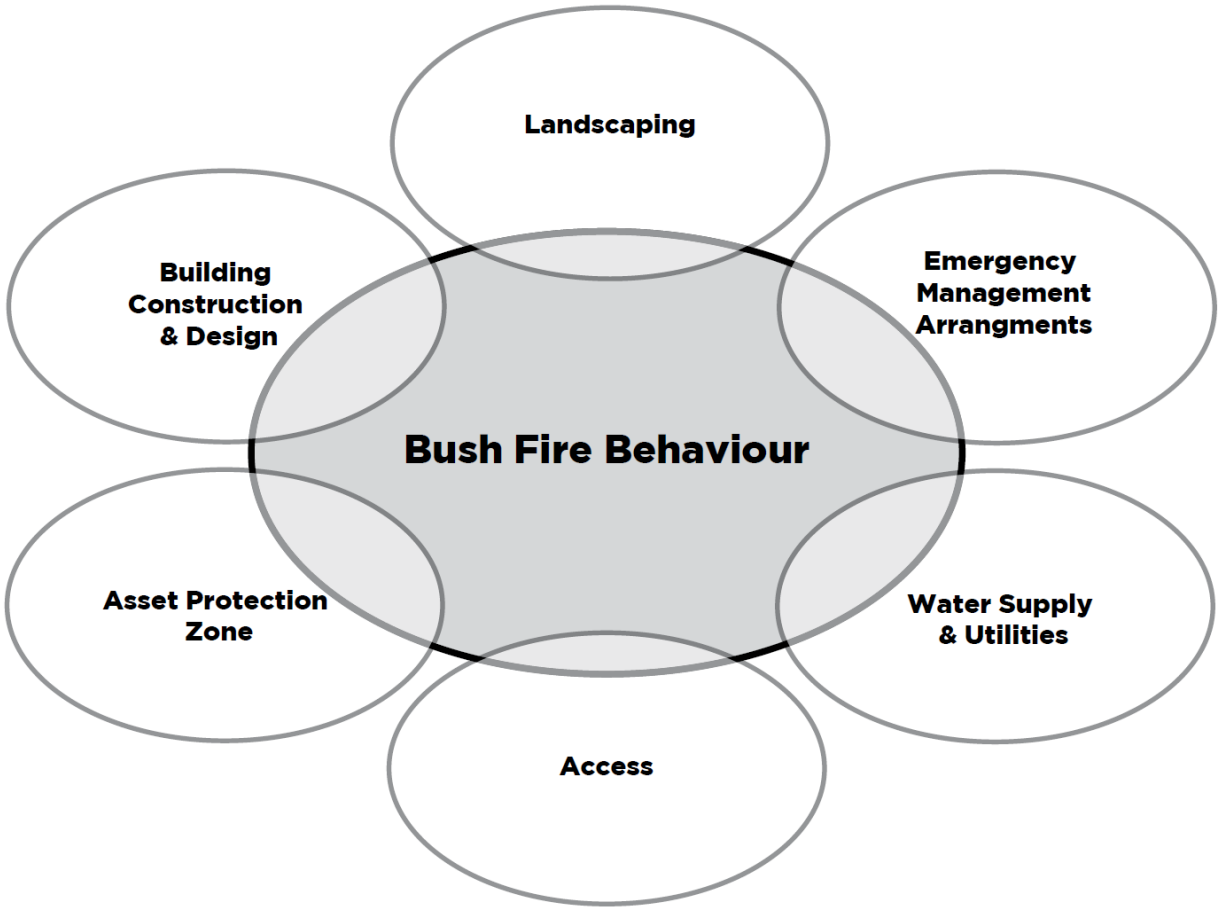 Landscaping
Building
Construction
& Design
Emergency
Management
Arrangments
Bush Fire Behaviour
Asset Protection
Zone
Water Supply
& Utilities
Access